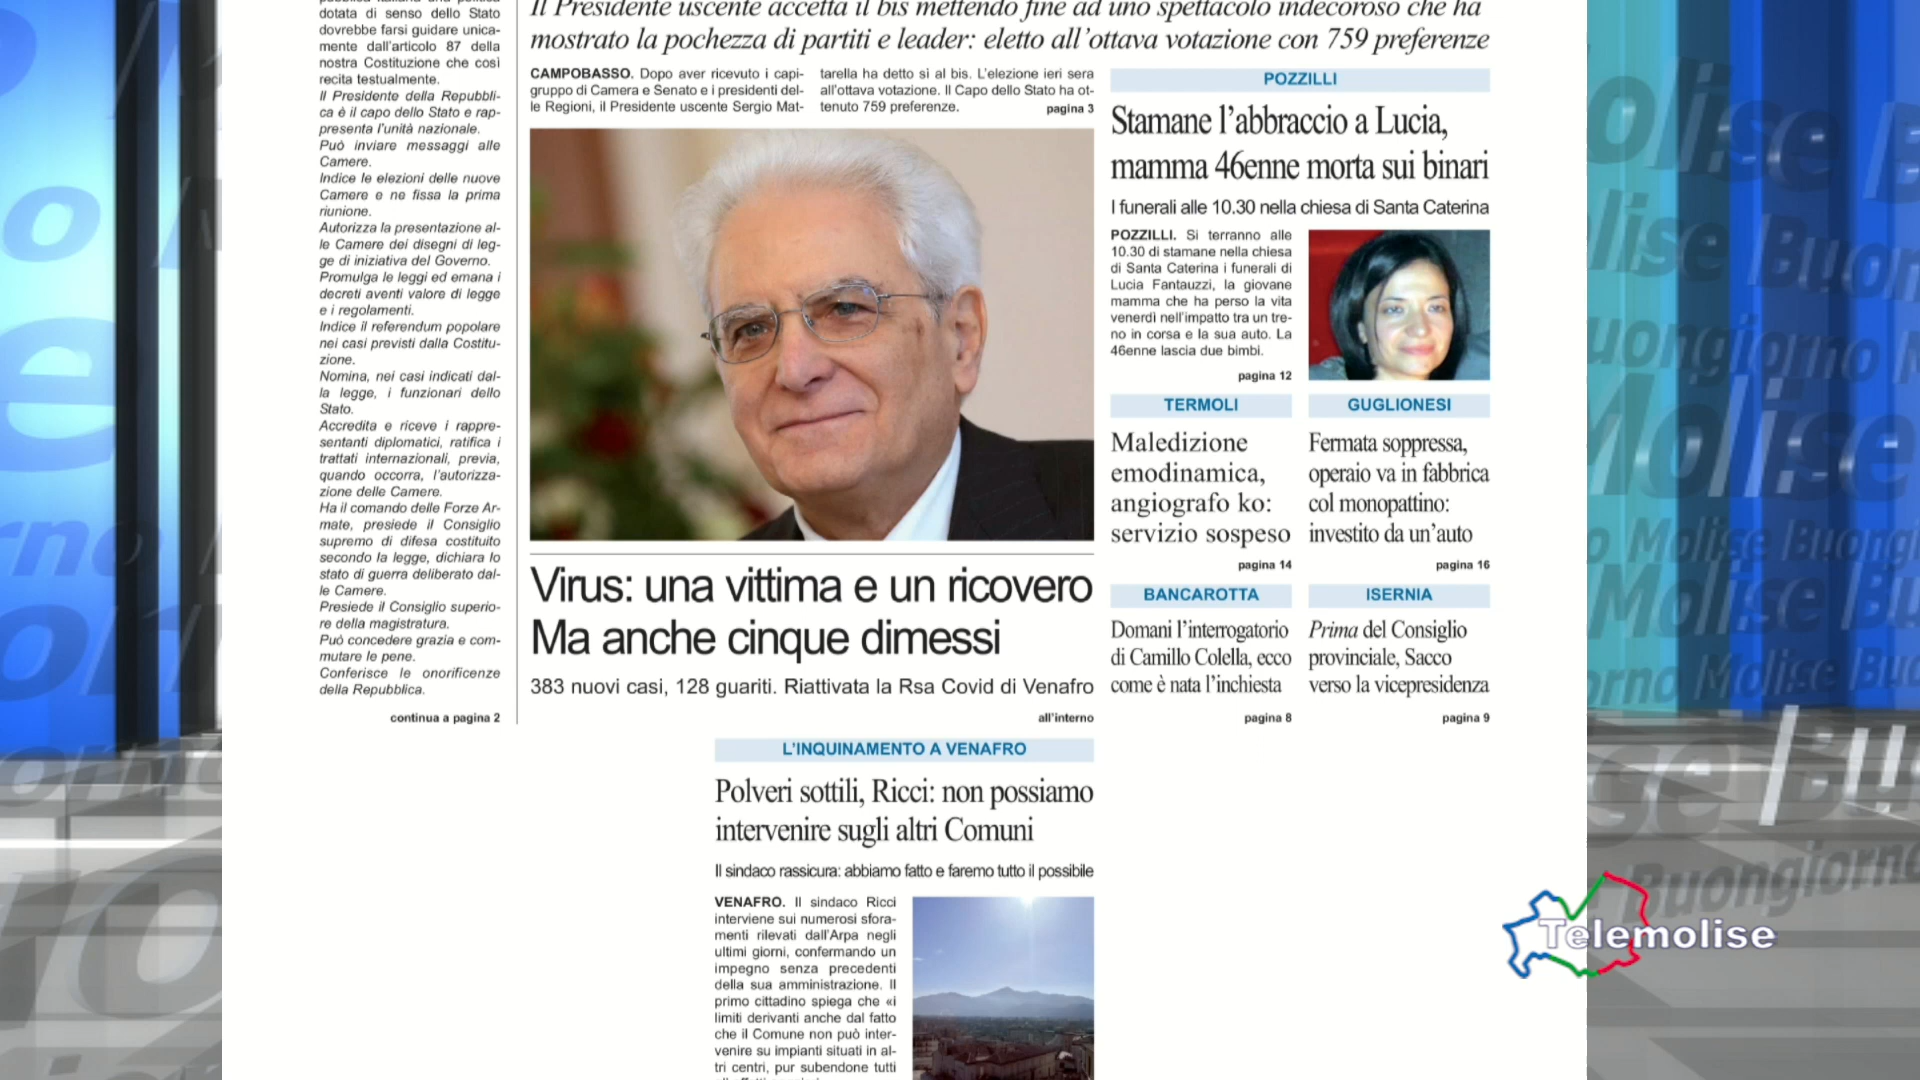 dotata di senso dello Stato
dovrebbe farsi guidare unica-
mente dall'articolo 87 della
nostra Costituzione che così
recita testualmente.
Il Presidente della Repubbli-
ca è il capo dello Stato e rap-
presenta l'unità nazionale.
Può inviare messaggi alle
Camere.
Indice le elezioni delle nuove
Camere e ne fissa la prima
riunione.
Autorizza la presentazione al-
le Camere dei disegni di leg-
ge di iniziativa del Governo.
Promulga le leggi ed emana i
decreti aventi valore di legge
e i regolamenti.
Indice il referendum popolare
nei casi previsti dalla Costitu-
zione.
Nomina, nei casi indicati dal-
la legge, i funzionari dello
Stato.
Accredita e riceve i rappre-
sentanti diplomatici, ratifica i
trattati internazionali, previa,
quando occorra, l'autorizza-
zione delle Camere.
Ha il comando delle Forze Ar-
mate, presiede il Consiglio
supremo di difesa costituito
secondo la legge, dichiara lo
stato di guerra deliberato dal-
le Camere.
Presiede il Consiglio superio-
re della magistratura.
Può concedere grazia e com-
mutare le pene.
Conferisce le onorificenze
della Repubblica.
continua a pagina 2
Il Presidente uscente accetta il bis mettendo fine ad uno spettacolo indecoroso che ha
mostrato la pochezza di partiti e leader: eletto all'ottava votazione con 759 preferenze
CAMPOBASSO. Dopo aver ricevuto i capi-
gruppo di Camera e Senato e i presidenti del-
le Regioni, il Presidente uscente Sergio Mat-
tarella ha detto sì al bis. L'elezione ieri sera
all'ottava votazione. Il Capo dello Stato ha ot-
tenuto 759 preferenze.
pagina 3
Virus: una vittima e un ricovero
Ma anche cinque dimessi
383 nuovi casi, 128 guariti. Riattivata la Rsa Covid di Venafro
all'interno
L'INQUINAMENTO A VENAFRO
Polveri sottili, Ricci: non possiamo
intervenire sugli altri Comuni
Il sindaco rassicura: abbiamo fatto e faremo tutto il possibile
VENAFRO. Il sindaco Ricci
interviene sui numerosi sfora-
menti rilevati dall'Arpa negli
ultimi giorni, confermando un
impegno senza precedenti
della sua amministrazione. Il
primo cittadino spiega che «i
limiti derivanti anche dal fatto
che il Comune non può inter-
venire su impianti situati in al-
tri centri, pur subendone tutti
POZZILLI
Stamane l'abbraccio a Lucia,
mamma 46enne morta sui binari
I funerali alle 10.30 nella chiesa di Santa Caterina
POZZILLI. Si terranno alle
10.30 di stamane nella chiesa
di Santa Caterina i funerali di
Lucia Fantauzzi, la giovane
mamma che ha perso la vita
venerdì nell'impatto tra un tre-
no in corsa e la sua auto. La
46enne lascia due bimbi.
pagina 12
TERMOLI
Maledizione
emodinamica,
angiografo ko:
servizio sospeso
pagina 14
GUGLIONESI
Fermata soppressa,
operaio va in fabbrica
col monopattino:
investito da un'auto
pagina 16
BANCAROTTA
Domani l'interrogatorio
di Camillo Colella, ecco
come è nata l'inchiesta
pagina 8
ISERNIA
Prima del Consiglio
provinciale, Sacco
verso la vicepresidenza
pagina 9
Telemolise